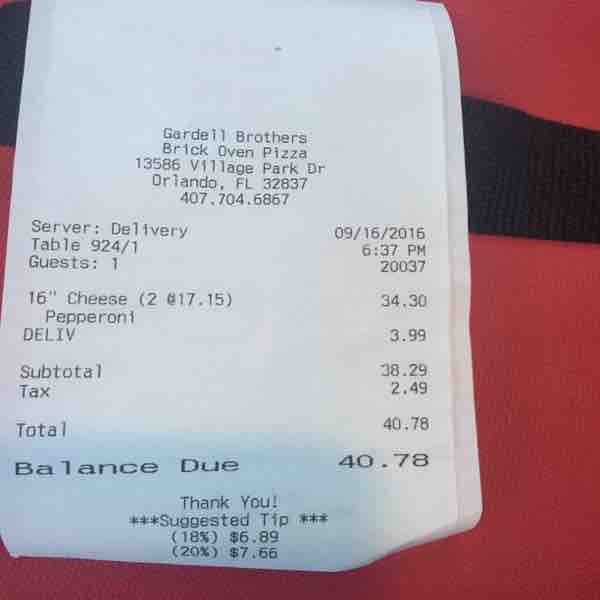 Gardell Brothers
Brick Oven Pizza
13586 Village Park Dr
Orlando, FL 32837
407.704.6867
Server: Delivery 09/16/2016
Table 924/1 6:37 PM
Guests: 1 20037
16" Cheese (2 @17.15) 34.30
Pepperoni
DELIV 3.99
Subtotal 38.29
Tax 2.49
Total 40.78
Balance Due 40.78
Thank You!
***Suggested Tip ***
(18%) $6.89
(20%) $7.66